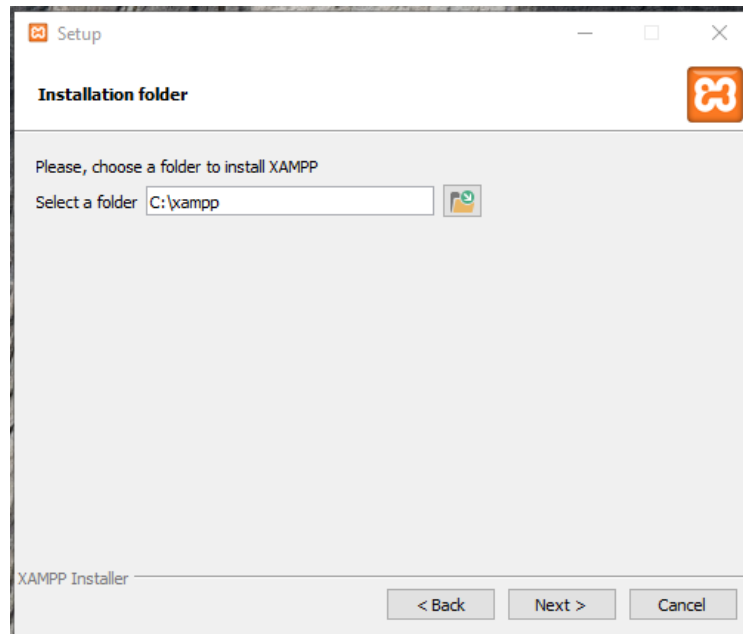 Setup
Installation folder
Please, choose a folder to install XAMPP
Select a folder C:\xampp
XAMPP Installer
< Back Next > Cancel